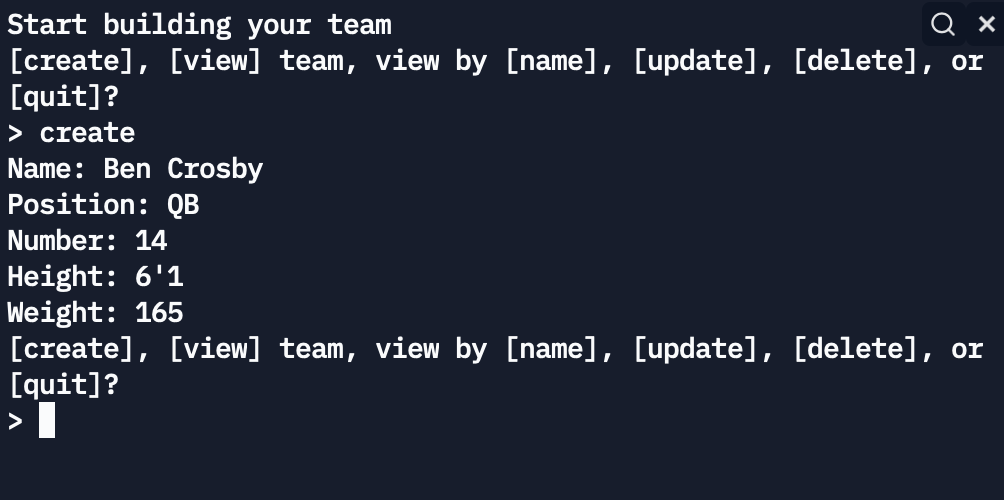 Start building your team
[create], [view] team, view by [name], [update], [delete], or
[quit]?
> create
Name: Ben Crosby
Position: QB
Number: 14
Height: 6'1
Weight: 165
[create], [view] team, view by [name], [update], [delete], or
[quit]?
>